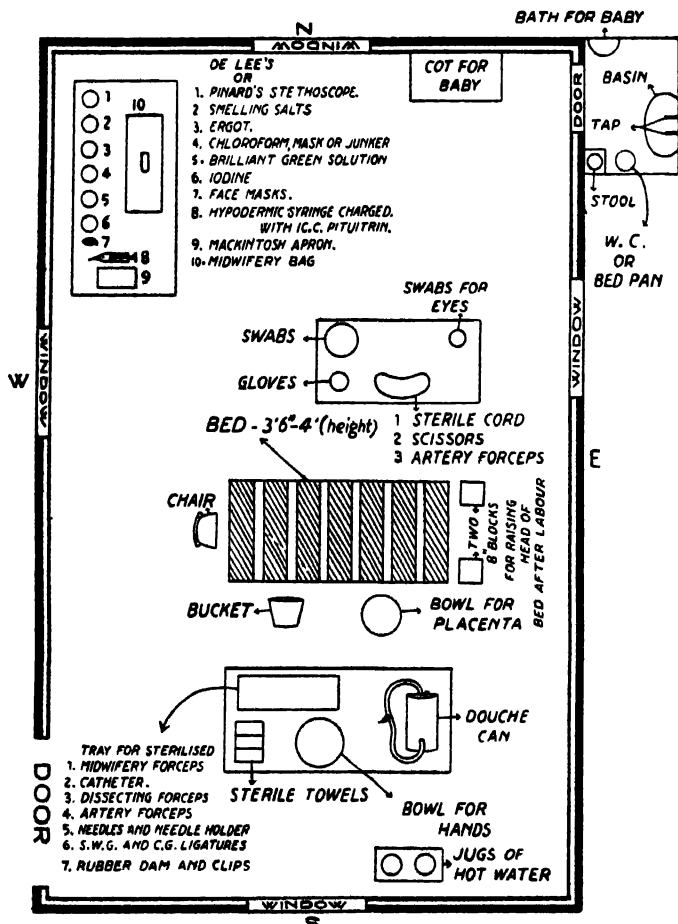 N
WINDOW
BATH FOR BABY
DOOR
BASIN
TAP
STOOL
W.C.
OR
BED PAN
COT FOR
BABY
1
2
3
4
5
6
7
8
9
10
DE LEE'S
OR
1. PINARD'S STETHOSCOPE.
2 SMELLING SALTS
3. ERGOT.
4. CHLOROFORM, MASK OR JUNKER
5. BRILLIANT GREEN SOLUTION
6. IODINE
7. FACE MASKS.
8. HYPODERMIC SYRINGE CHARGED.
WITH 1C.C. PITUITRIN.
9. MACKINTOSH APRON.
10. MIDWIFERY BAG
WINDOW
W
WINDOW
E
SWABS FOR
EYES
SWABS
GLOVES
1 STERILE CORD
2 SCISSORS
3 ARTERY FORCEPS
BED - 3'6"-4' (height)
CHAIR
TWO
8" BLOCKS
FOR RAISING
HEAD OF
BED AFTER LABOUR
BUCKET
BOWL FOR
PLACENTA
DOUCHE
CAN
TRAY FOR STERILISED
1. MIDWIFERY FORCEPS
2. CATHETER.
3. DISSECTING FORCEPS
4. ARTERY FORCEPS
5. NEEDLES AND NEEDLE HOLDER
6. S.W.G. AND C.G. LIGATURES
7. RUBBER DAM AND CLIPS
STERILE TOWELS
BOWL FOR
HANDS
JUGS OF
HOT WATER
DOOR
WINDOW
S